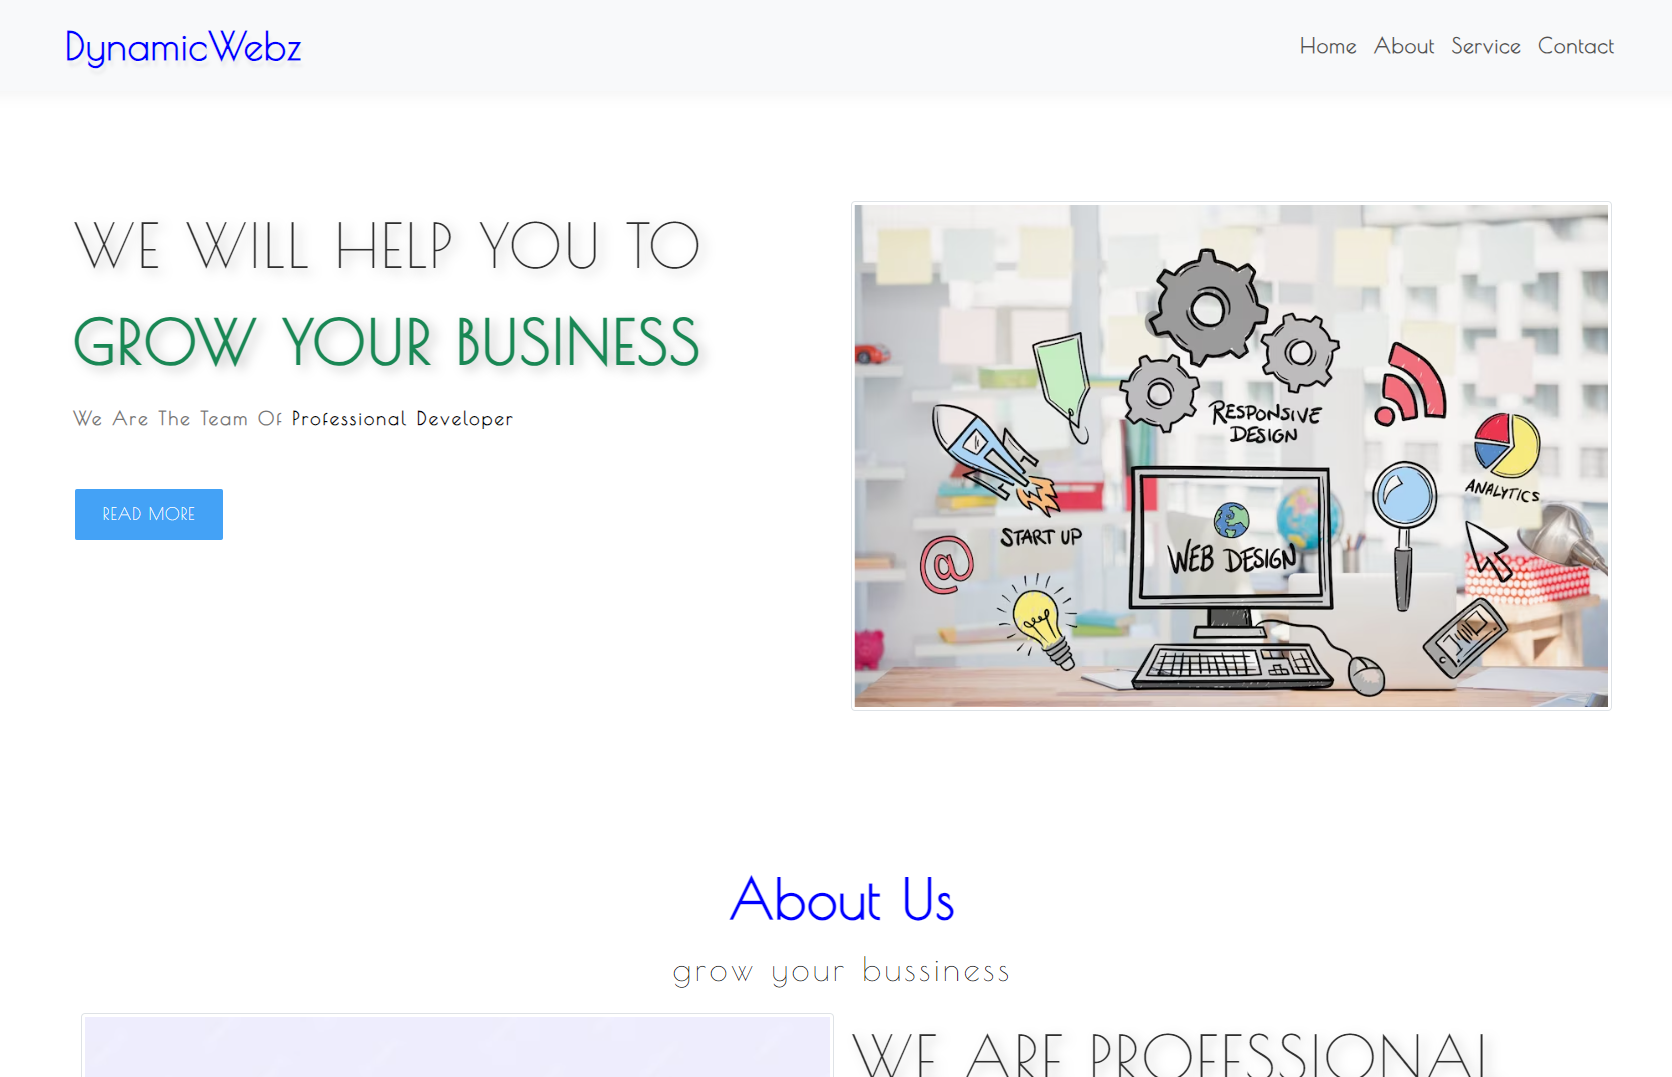 DynamicWebz
Home About Service Contact
WE WILL HELP YOU TO
GROW YOUR BUSINESS
We Are The Team Of Professional Developer
READ MORE
RESPONSIVE
DESIGN
ANALYTICS
START UP
@
WEB DESIGN
About Us
grow your bussiness
WE ARE PROFESSIONAL